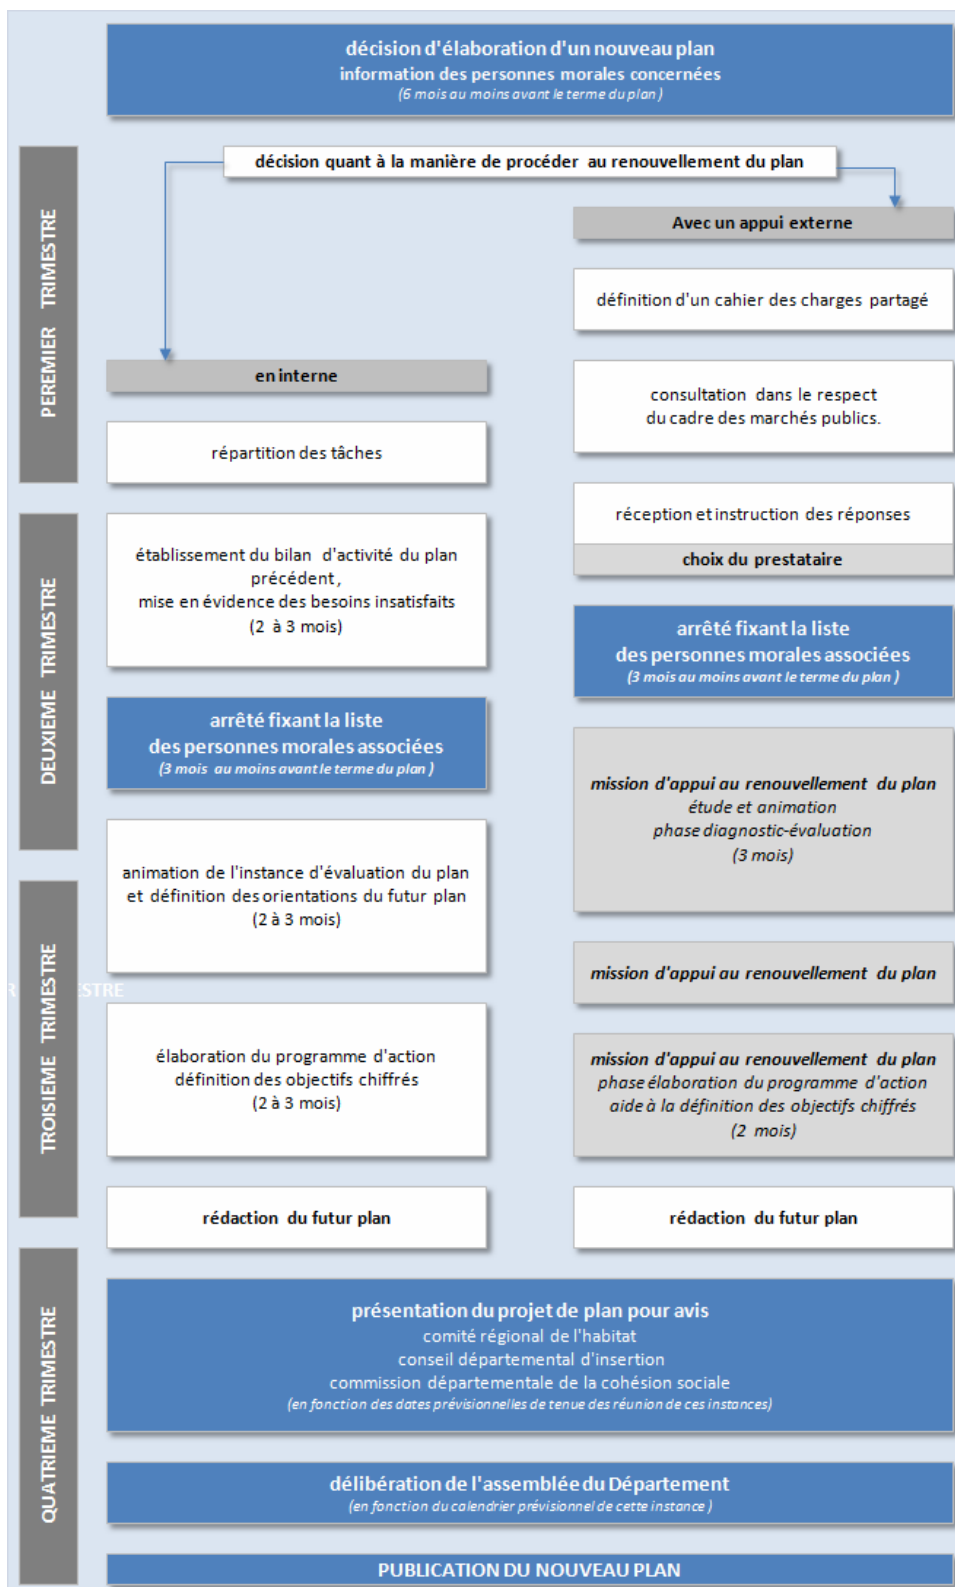 décision d'élaboration d'un nouveau plan
information des personnes morales concernées
(6 mois au moins avant le terme du plan )
décision quant à la manière de procéder au renouvellement du plan
PEREMIER TRIMESTRE
en interne
répartition des tâches
Avec un appui externe
définition d'un cahier des charges partagé
consultation dans le respect
du cadre des marchés publics.
réception et instruction des réponses
choix du prestataire
DEUXIEME TRIMESTRE
établissement du bilan d'activité du plan
précédent ,
mise en évidence des besoins insatisfaits
(2 à 3 mois)
arrêté fixant la liste
des personnes morales associées
(3 mois au moins avant le terme du plan )
arrêté fixant la liste
des personnes morales associées
(3 mois au moins avant le terme du plan )
mission d'appui au renouvellement du plan
étude et animation
phase diagnostic-évaluation
(3 mois)
TROISIEME TRIMESTRE
R
ESTRE
animation de l'instance d'évaluation du plan
et définition des orientations du futur plan
(2 à 3 mois)
élaboration du programme d'action
définition des objectifs chiffrés
(2 à 3 mois)
rédaction du futur plan
mission d'appui au renouvellement du plan
mission d'appui au renouvellement du plan
phase élaboration du programme d'action
aide à la définition des objectifs chiffrés
(2 mois)
rédaction du futur plan
QUATRIEME TRIMESTRE
présentation du projet de plan pour avis
comité régional de l'habitat
conseil départemental d'insertion
commission départementale de la cohésion sociale
(en fonction des dates prévisionnelles de tenue des réunion de ces instances)
délibération de l'assemblée du Département
(en fonction du calendrier prévisionnel de cette instance )
PUBLICATION DU NOUVEAU PLAN